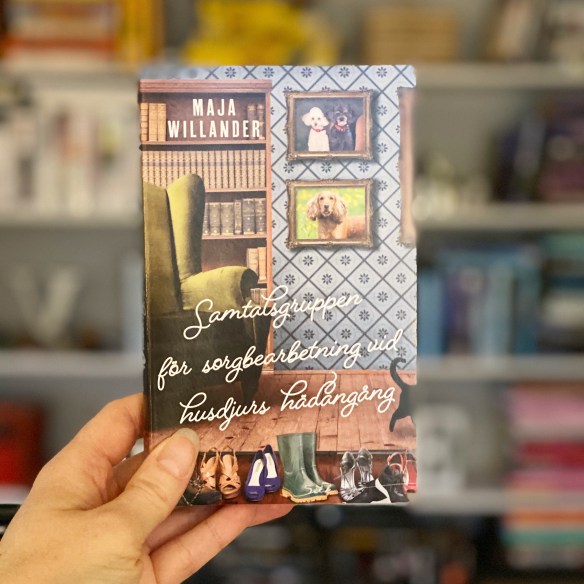 MAJA
WILLANDER
Samtalsgruppen
för sorgbearbetning vid
husdjurs hädangång